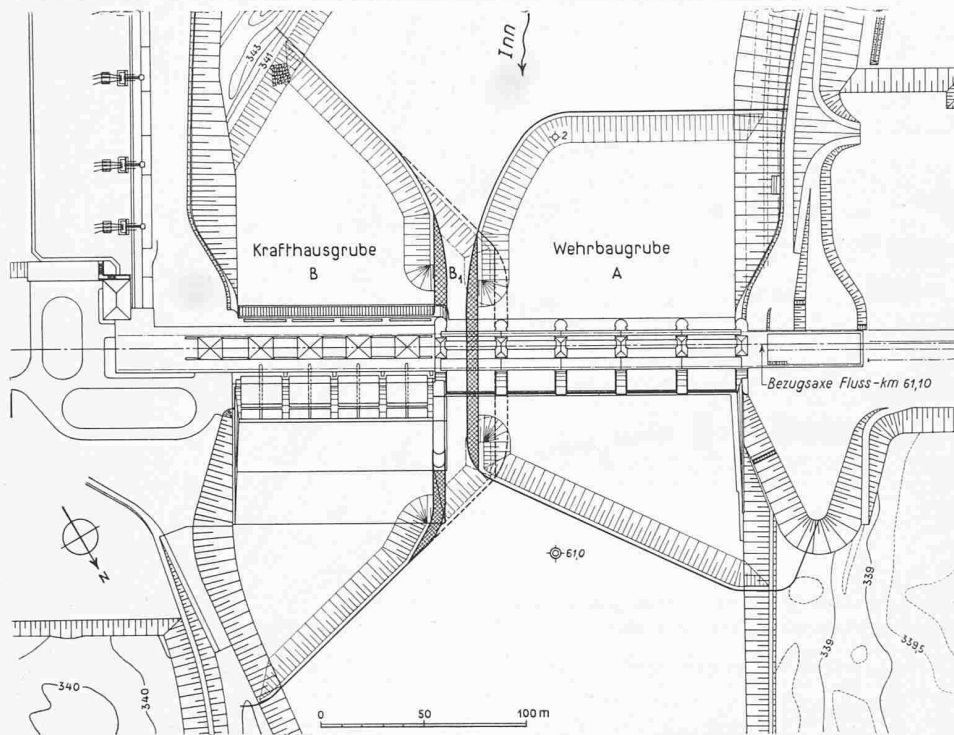 Inn
343
341
2
Krafthausgrube
B
B1
Wehrbaugrube
A
Bezugsaxe Fluss-km 61,10
N
61,0
339
339
339,5
340
340
0 50 100 m